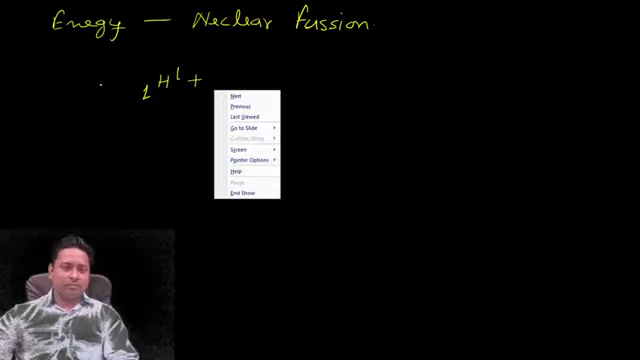 Enegy — Neclear Fussion
1H1 +
Next
Previous
Last Viewed
Go to Slide
Custom Show
Screen
Pointer Options
Help
Pause
End Show